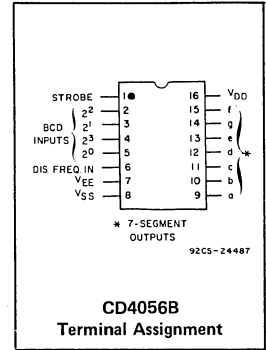 STROBE 1 16 VDD
2² 2 15 f
BCD 2¹ 3 14 g
INPUTS 2³ 4 13 e
2⁰ 5 12 d *
DIS FREQ. IN 6 11 c
VEE 7 10 b
VSS 8 9 a
* 7-SEGMENT
OUTPUTS
92CS-24487
CD4056B
Terminal Assignment